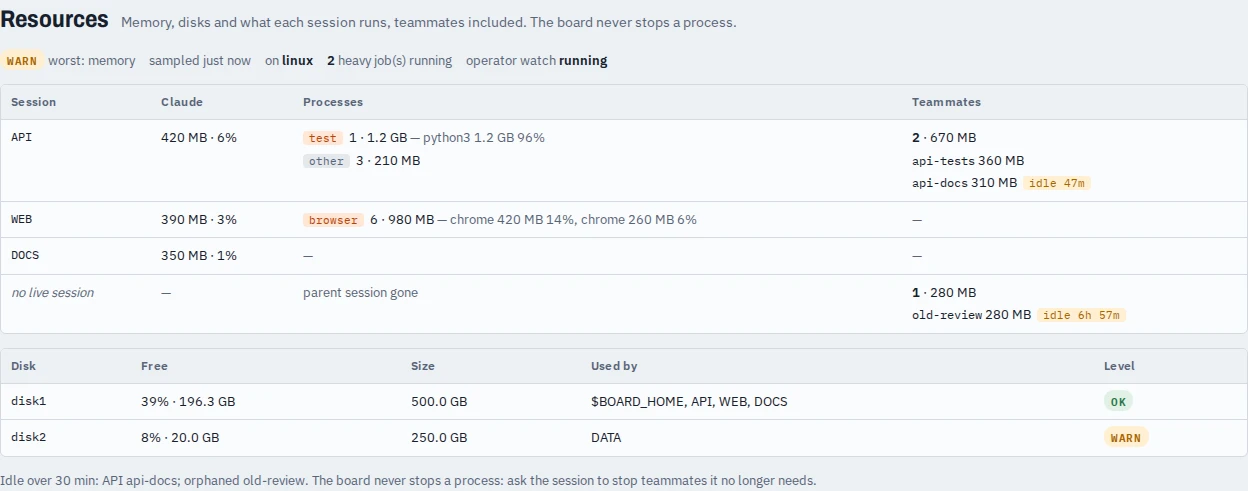 Resources Memory, disks and what each session runs, teammates included. The board never stops a process.
WARN worst: memory sampled just now on linux 2 heavy job(s) running operator watch running
Session Claude Processes Teammates
API 420 MB · 6% test 1 · 1.2 GB — python3 1.2 GB 96% 2 · 670 MB
other 3 · 210 MB api-tests 360 MB
api-docs 310 MB idle 47m
WEB 390 MB · 3% browser 6 · 980 MB — chrome 420 MB 14%, chrome 260 MB 6% —
DOCS 350 MB · 1% — —
no live session — parent session gone 1 · 280 MB
old-review 280 MB idle 6h 57m
Disk Free Size Used by Level
disk1 39% · 196.3 GB 500.0 GB $BOARD_HOME, API, WEB, DOCS OK
disk2 8% · 20.0 GB 250.0 GB DATA WARN
Idle over 30 min: API api-docs; orphaned old-review. The board never stops a process: ask the session to stop teammates it no longer needs.